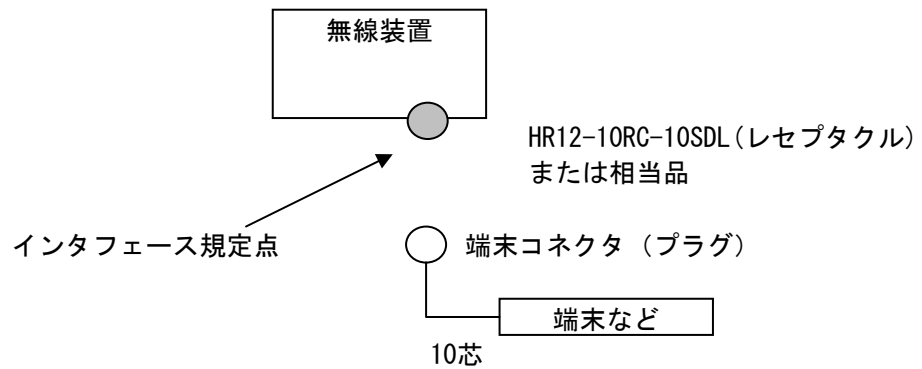 無線装置
HR12-10RC-10SDL(レセプタクル)
または相当品
インタフェース規定点
端末コネクタ（プラグ）
端末など
10芯